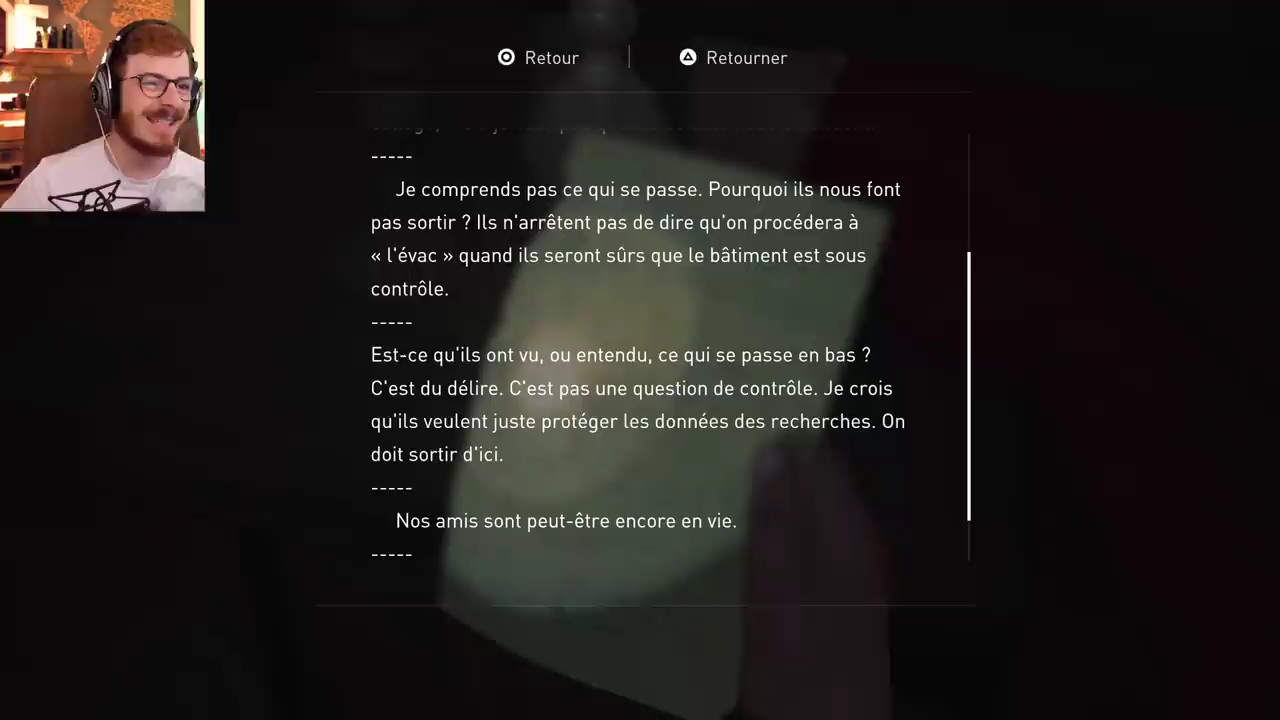 Retour
Retourner
-----
Je comprends pas ce qui se passe. Pourquoi ils nous font
pas sortir ? Ils n'arrêtent pas de dire qu'on procédera à
« l'évac » quand ils seront sûrs que le bâtiment est sous
contrôle.
-----
Est-ce qu'ils ont vu, ou entendu, ce qui se passe en bas ?
C'est du délire. C'est pas une question de contrôle. Je crois
qu'ils veulent juste protéger les données des recherches. On
doit sortir d'ici.
-----
Nos amis sont peut-être encore en vie.
-----